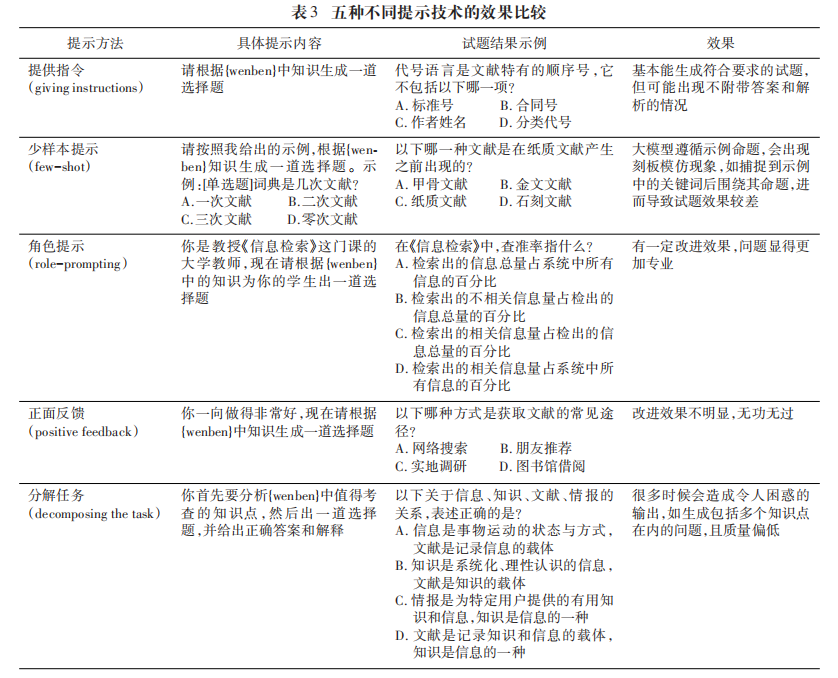 表3 五种不同提示技术的效果比较
提示方法 具体提示内容 试题结果示例 效果
提供指令
(giving instructions)
请根据{wenben}中知识生成一道
选择题
代号语言是文献特有的顺序号，它
不包括以下哪一项？
A. 标准号 B. 合同号
C. 作者姓名 D. 分类代号
基本能生成符合要求的试题，
但可能出现不附带答案和解
析的情况
少样本提示
(few-shot)
请按照我给出的示例，根据{wen-
ben}知识生成一道选择题。示
例：[单选题]词典是几次文献？
A.一次文献 B.二次文献
C.三次文献 D.零次文献
以下哪一种文献是在纸质文献产生
之前出现的？
A. 甲骨文献 B. 金文文献
C. 纸质文献 D. 石刻文献
大模型遵循示例命题，会出现
刻板模仿现象，如捕捉到示例
中的关键词后围绕其命题，进
而导致试题效果较差
角色提示
(role-prompting)
你是教授《信息检索》这门课的
大学教师，现在请根据{wenben}
中的知识为你的学生出一道选
择题
在《信息检索》中，查准率指什么？
A. 检索出的信息总量占系统中所有
信息的百分比
B. 检索出的不相关信息量占检出的
信息总量的百分比
C. 检索出的相关信息量占检出的信
息总量的百分比
D. 检索出的相关信息量占系统中所
有信息的百分比
有一定改进效果，问题显得更
加专业
正面反馈
(positive feedback)
你一向做得非常好，现在请根据
{wenben}中知识生成一道选择题
以下哪种方式是获取文献的常见途
径？
A. 网络搜索 B. 朋友推荐
C. 实地调研 D. 图书馆借阅
改进效果不明显，无功无过
分解任务
(decomposing the task)
你首先要分析{wenben}中值得考
查的知识点，然后出一道选择
题，并给出正确答案和解释
以下关于信息、知识、文献、情报的
关系，表述正确的是？
A. 信息是事物运动的状态与方式，
文献是记录信息的载体
B. 知识是系统化、理性认识的信息，
文献是知识的载体
C. 情报是为特定用户提供的有用知
识和信息，知识是信息的一种
D. 文献是记录知识和信息的载体，
知识是信息的一种
很多时候会造成令人困惑的
输出，如生成包括多个知识点
在内的问题，且质量偏低